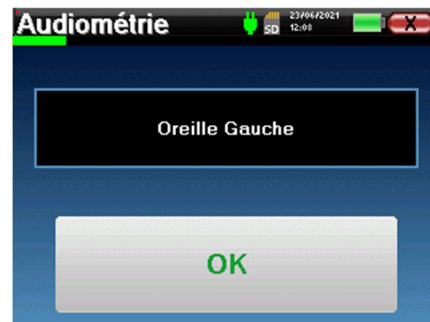 Audiométrie
SD
23/06/2021
12:08
X
Oreille Gauche
OK